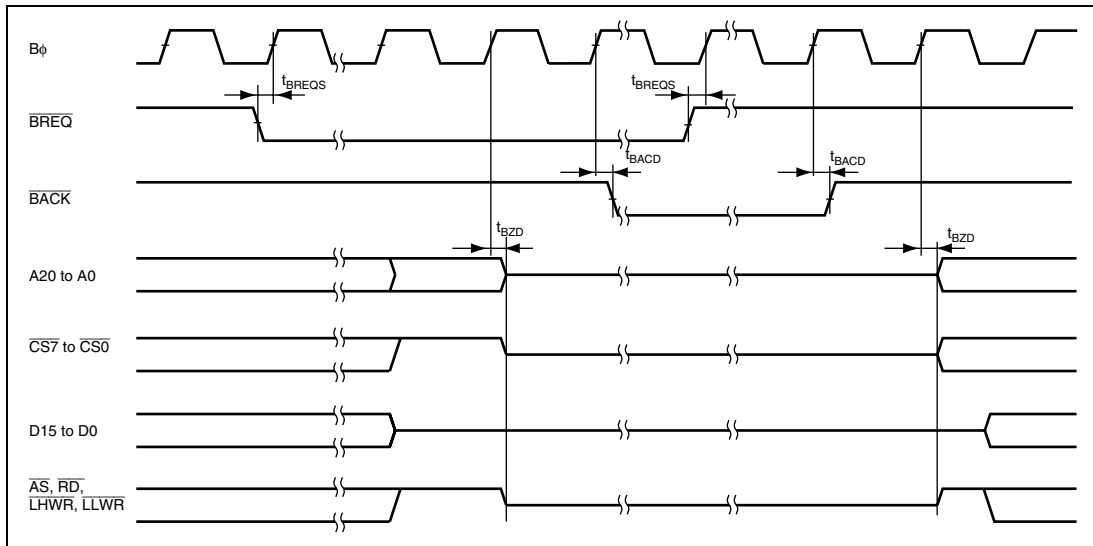 Bφ
tBREQS
tBREQS
BREQ
tBACD
tBACD
BACK
tBZD
tBZD
A20 to A0
CS7 to CS0
D15 to D0
AS, RD,
LHWR, LLWR